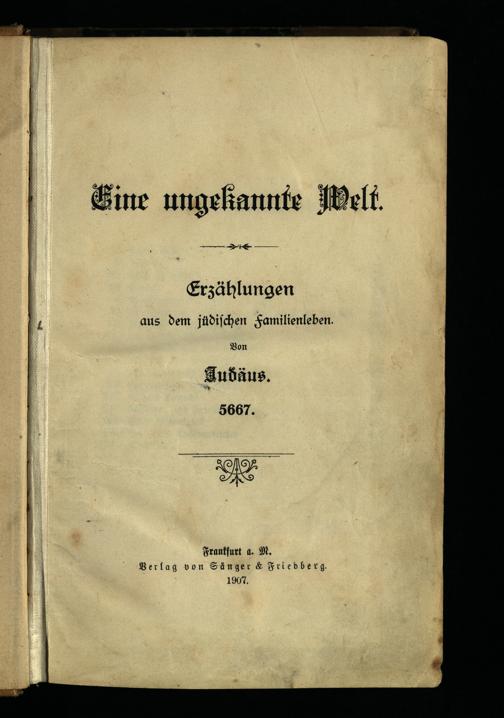 Eine ungekannte Welt.
Erzählungen
aus dem jüdischen Familienleben.
Von
Judäus.
5667.
Frankfurt a. M.
Verlag von Sänger & Friedberg.
1907.